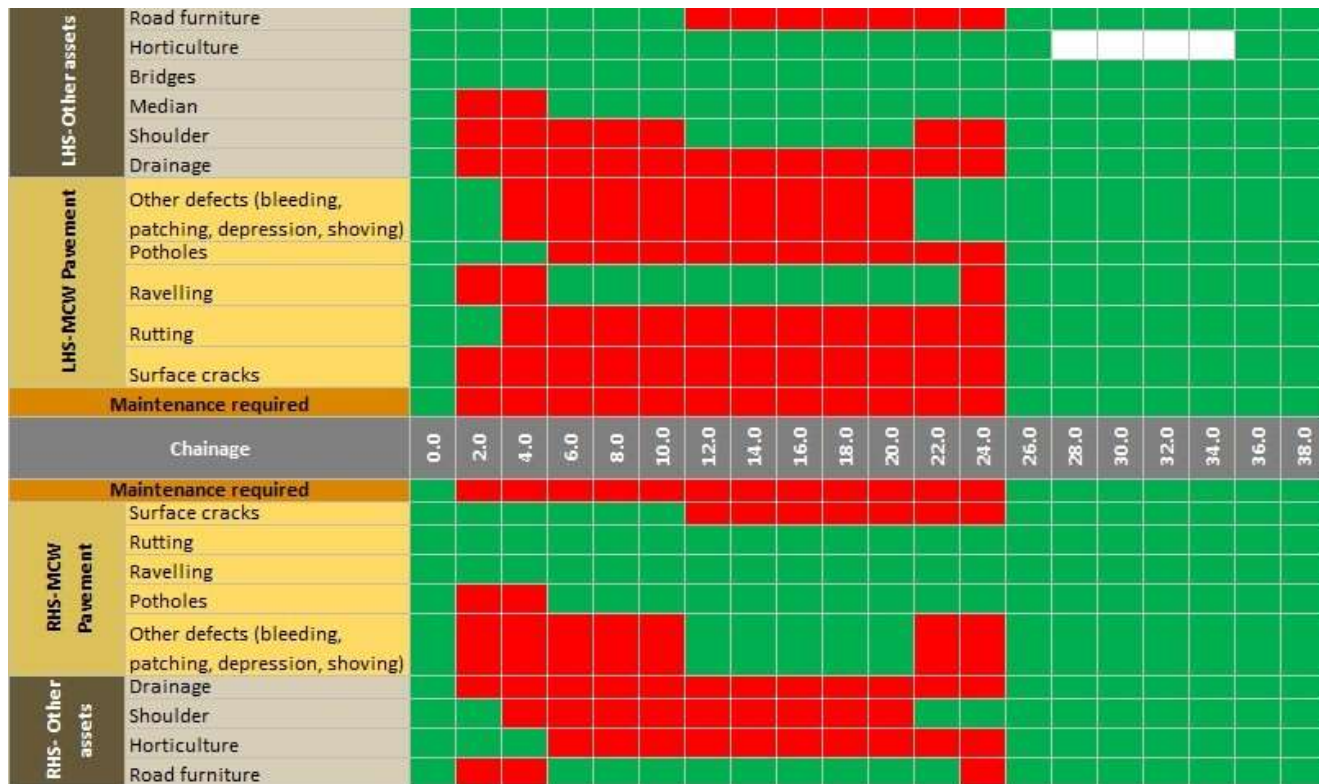 LHS-Other assets
Road furniture
Horticulture
Bridges
Median
Shoulder
Drainage
LHS-MCW Pavement
Other defects (bleeding,
patching, depression, shoving)
Potholes
Ravelling
Rutting
Surface cracks
Maintenance required
Chainage 0.0 2.0 4.0 6.0 8.0 10.0 12.0 14.0 16.0 18.0 20.0 22.0 24.0 26.0 28.0 30.0 32.0 34.0 36.0 38.0
Maintenance required
RHS-MCW
Pavement
Surface cracks
Rutting
Ravelling
Potholes
Other defects (bleeding,
patching, depression, shoving)
RHS- Other
assets
Drainage
Shoulder
Horticulture
Road furniture